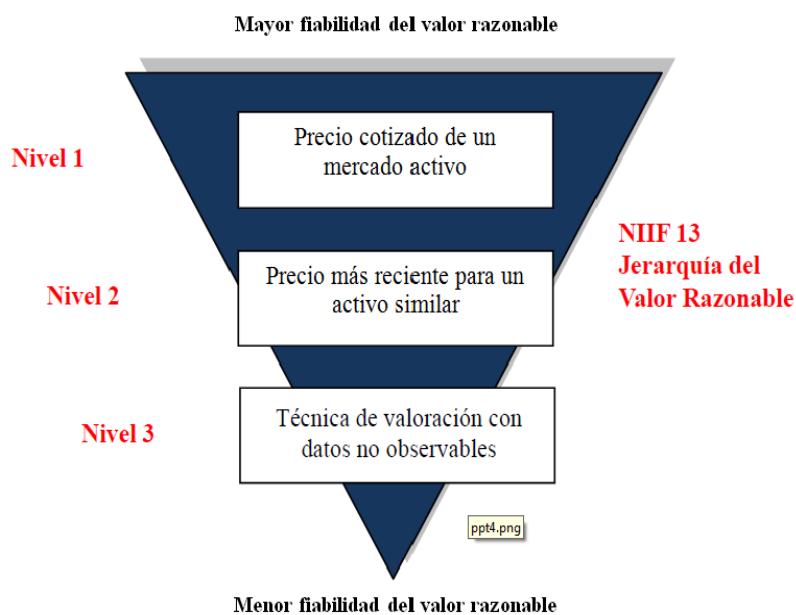 Mayor fiabilidad del valor razonable
Nivel 1
Precio cotizado de un
mercado activo
NIIF 13
Jerarquía del
Valor Razonable
Nivel 2
Precio más reciente para un
activo similar
Nivel 3
Técnica de valoración con
datos no observables
ppt4.png
Menor fiabilidad del valor razonable